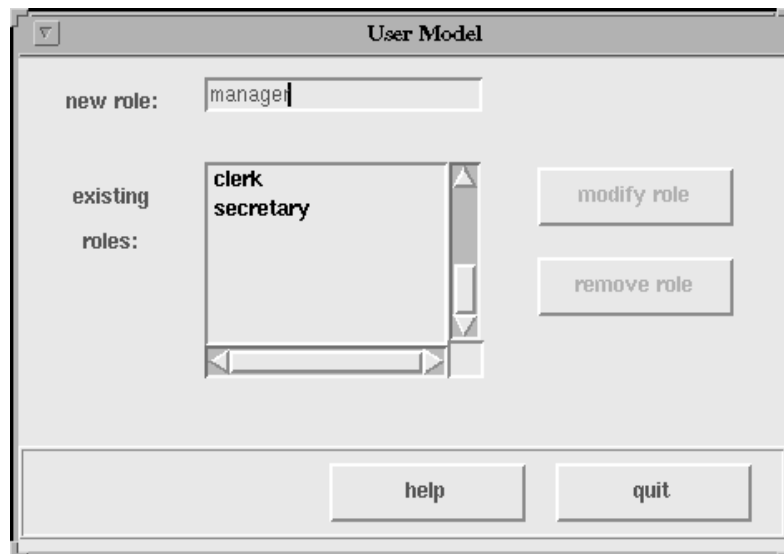 User Model
new role:
manager
existing
roles:
clerk
secretary
modify role
remove role
help
quit